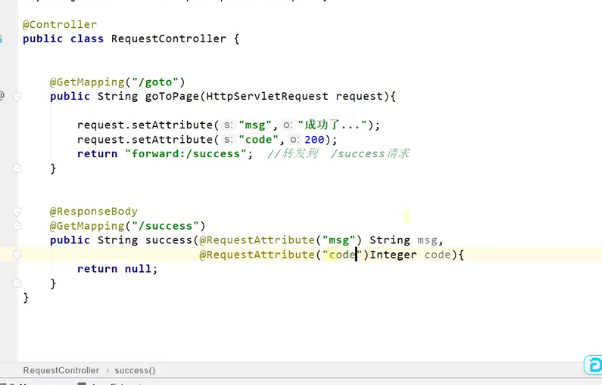 @Controller
public class RequestController {
@GetMapping("/goto")
public String goToPage(HttpServletRequest request){
request.setAttribute( s: "msg", o: "成功了...");
request.setAttribute( s: "code", o: 200);
return "forward:/success"; //转发到 /success请求
}
@ResponseBody
@GetMapping("/success")
public String success(@RequestAttribute("msg") String msg,
@RequestAttribute("code")Integer code){
return null;
}
}
RequestController › success()